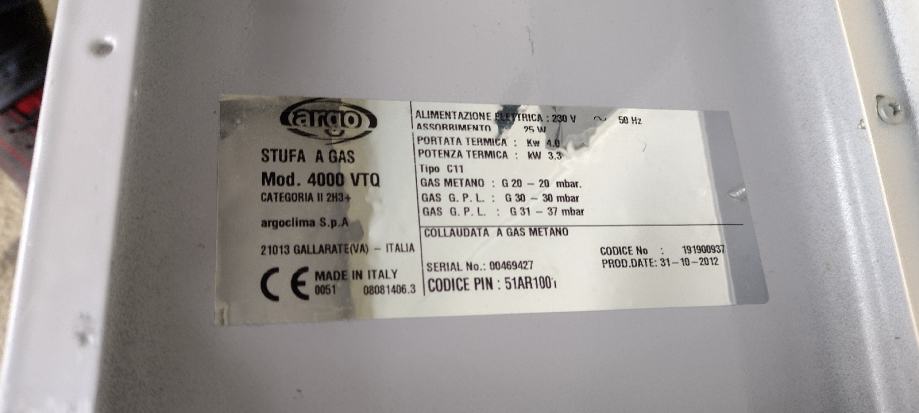 argo
STUFA A GAS
Mod. 4000 VTQ
CATEGORIA II 2H3+
argoclima S.p.A
21013 GALLARATE(VA) – ITALIA
CE MADE IN ITALY
0051 08081406.3
ALIMENTAZIONE ELETTRICA : 230 V ~ 50 Hz
ASSORBIMENTO 25 W
PORTATA TERMICA : Kw 4.0
POTENZA TERMICA : kW 3.3
Tipo C11
GAS METANO : G 20 – 20 mbar.
GAS G. P. L. : G 30 – 30 mbar
GAS G. P. L. : G 31 – 37 mbar
COLLAUDATA A GAS METANO
CODICE No : 191900937
PROD.DATE: 31-10-2012
SERIAL No.: 00469427
CODICE PIN :